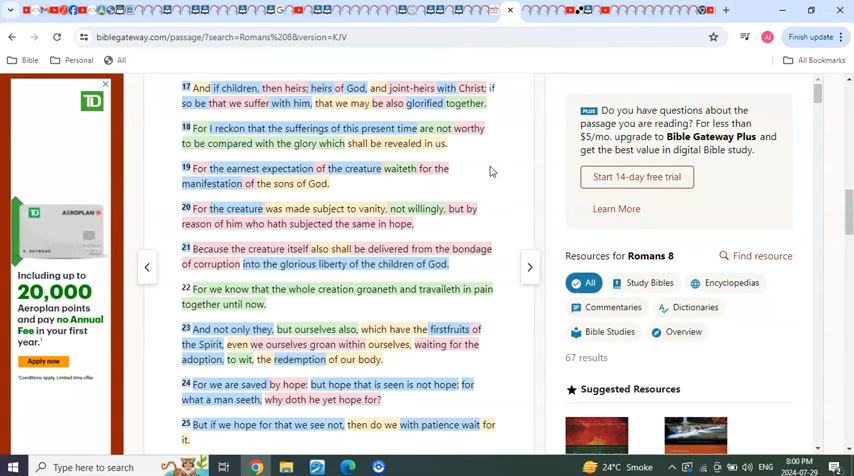 biblegateway.com/passage/?search=Romans%208&version=KJV
AI
Finish update
Bible
Personal
All
All Bookmarks
TD
AEROPLAN
Including up to
20,000
Aeroplan points
and pay no Annual
Fee in your first
year.¹
Apply now
¹Conditions apply. Limited time offer.
17 And if children, then heirs; heirs of God, and joint-heirs with Christ; if
so be that we suffer with him, that we may be also glorified together.
18 For I reckon that the sufferings of this present time are not worthy
to be compared with the glory which shall be revealed in us.
19 For the earnest expectation of the creature waiteth for the
manifestation of the sons of God.
20 For the creature was made subject to vanity, not willingly, but by
reason of him who hath subjected the same in hope,
21 Because the creature itself also shall be delivered from the bondage
of corruption into the glorious liberty of the children of God.
22 For we know that the whole creation groaneth and travaileth in pain
together until now.
23 And not only they, but ourselves also, which have the firstfruits of
the Spirit, even we ourselves groan within ourselves, waiting for the
adoption, to wit, the redemption of our body.
24 For we are saved by hope: but hope that is seen is not hope: for
what a man seeth, why doth he yet hope for?
25 But if we hope for that we see not, then do we with patience wait for
it.
PLUS Do you have questions about the
passage you are reading? For less than
$5/mo. upgrade to Bible Gateway Plus and
get the best value in digital Bible study.
Start 14-day free trial
Learn More
Resources for Romans 8
Find resource
All
Study Bibles
Encyclopedias
Commentaries
Dictionaries
Bible Studies
Overview
67 results
Suggested Resources
Type here to search
24°C Smoke
ENG
8:00 PM
2024-07-29